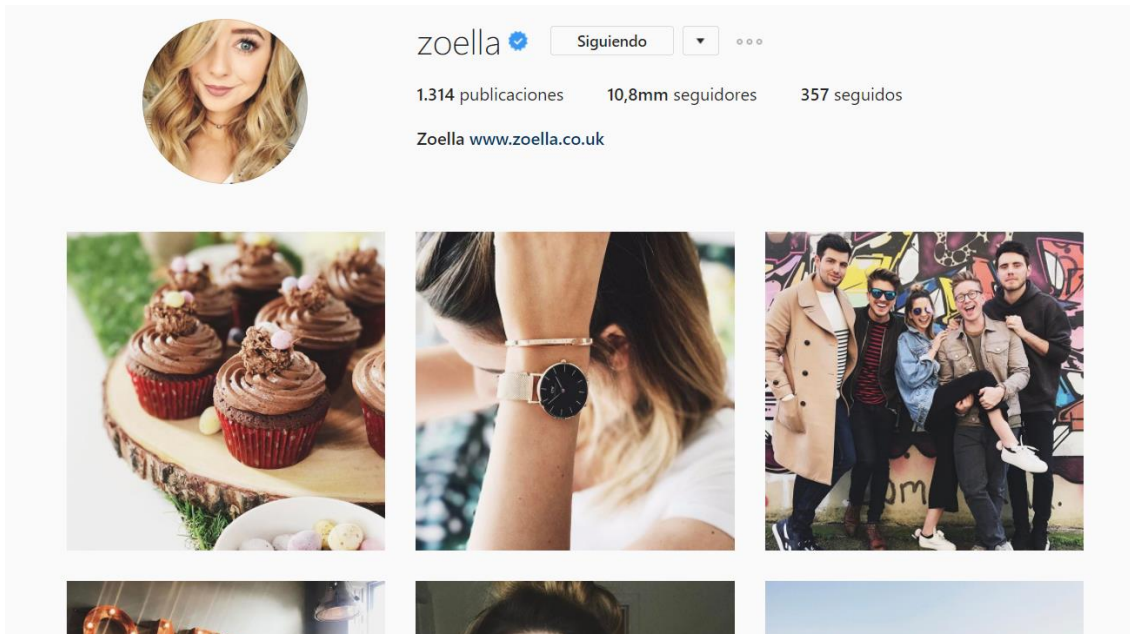 zoella Siguiendo
1.314 publicaciones 10,8mm seguidores 357 seguidos
Zoella www.zoella.co.uk